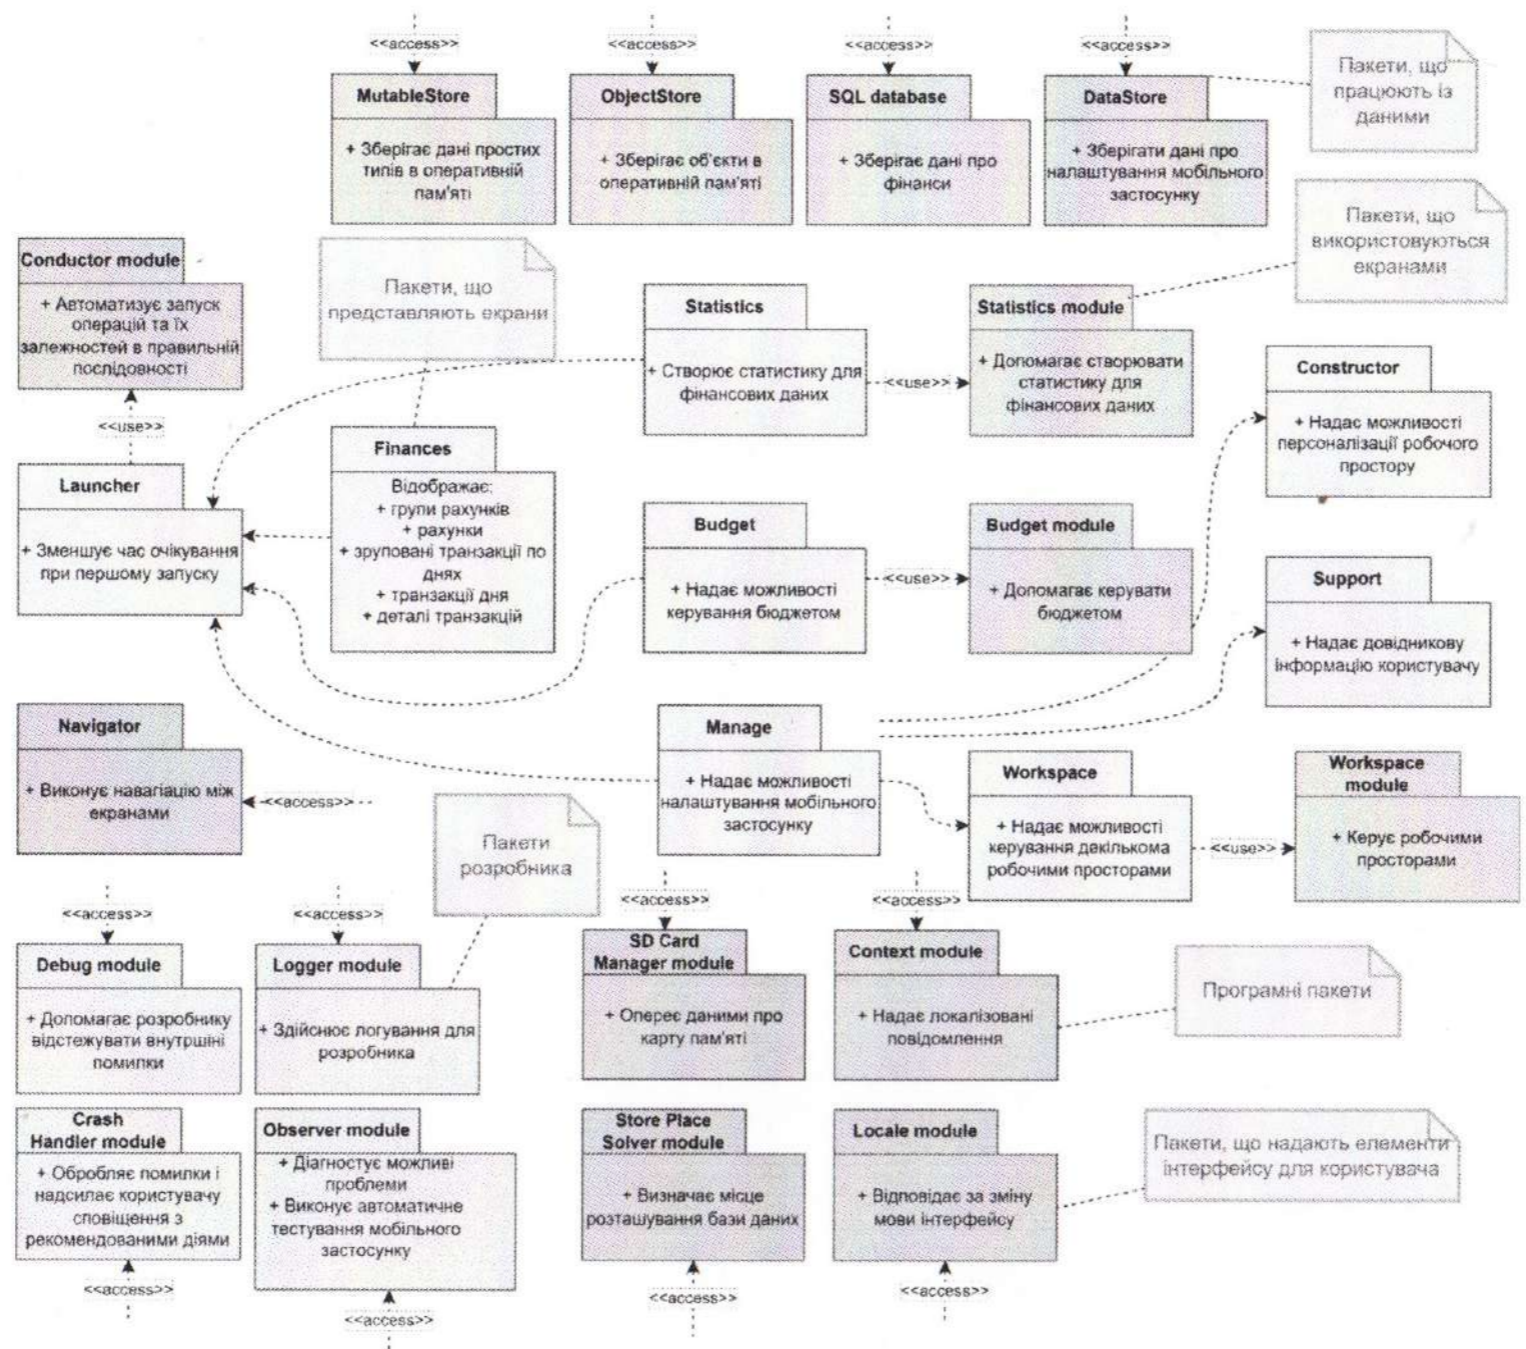 <<access>>
<<access>>
<<access>>
<<access>>
MutableStore
+ Зберігає дані простих
типів в оперативній
пам'яті
ObjectStore
+ Зберігає об'єкти в
оперативній пам'яті
SQL database
+ Зберігає дані про
фінанси
DataStore
+ Зберігати дані про
налаштування мобільного
застосунку
Пакети, що
працюють із
даними
Пакети, що
використовуються
екранами
Conductor module
+ Автоматизує запуск
операцій та їх
залежностей в правильній
послідовності
<<use>>
Пакети, що
представляють екрани
Statistics
+ Створює статистику для
фінансових даних
<<use>>
Statistics module
+ Допомагає створювати
статистику для
фінансових даних
Constructor
+ Надає можливості
персоналізації робочого
простору
Launcher
+ Зменшує час очікування
при першому запуску
Finances
Відображає:
+ групи рахунків
+ рахунки
+ зруповані транзакції по
днях
+ транзакції дня
+ деталі транзакцій
Budget
+ Надає можливості
керування бюджетом
<<use>>
Budget module
+ Допомагає керувати
бюджетом
Support
+ Надає довідникову
інформацію користувачу
Navigator
+ Виконує навагіацію між
екранами
<<access>>
Manage
+ Надає можливості
налаштування мобільного
застосунку
Workspace
+ Надає можливості
керування декількома
робочими просторами
<<use>>
Workspace
module
+ Керує робочими
просторами
Пакети
розробника
<<access>>
<<access>>
<<access>>
<<access>>
Debug module
+ Допомагає розробнику
відстежувати внутршіні
помилки
Logger module
+ Здійснює логування для
розробника
SD Card
Manager module
+ Опереє даними про
карту пам'яті
Context module
+ Надає локалізовані
повідомлення
Програмні пакети
Crash
Handler module
+ Обробляє помилки і
надсилає користувачу
сповіщення з
рекомендованими діями
Observer module
+ Діагностує можливі
проблеми
+ Виконує автоматичне
тестування мобільного
застосунку
Store Place
Solver module
+ Визначає місце
розташування бази даних
Locale module
+ Відповідає за зміну
мови інтерфейсу
Пакети, що надають елементи
інтерфейсу для користувача
<<access>>
<<access>>
<<access>>
<<access>>